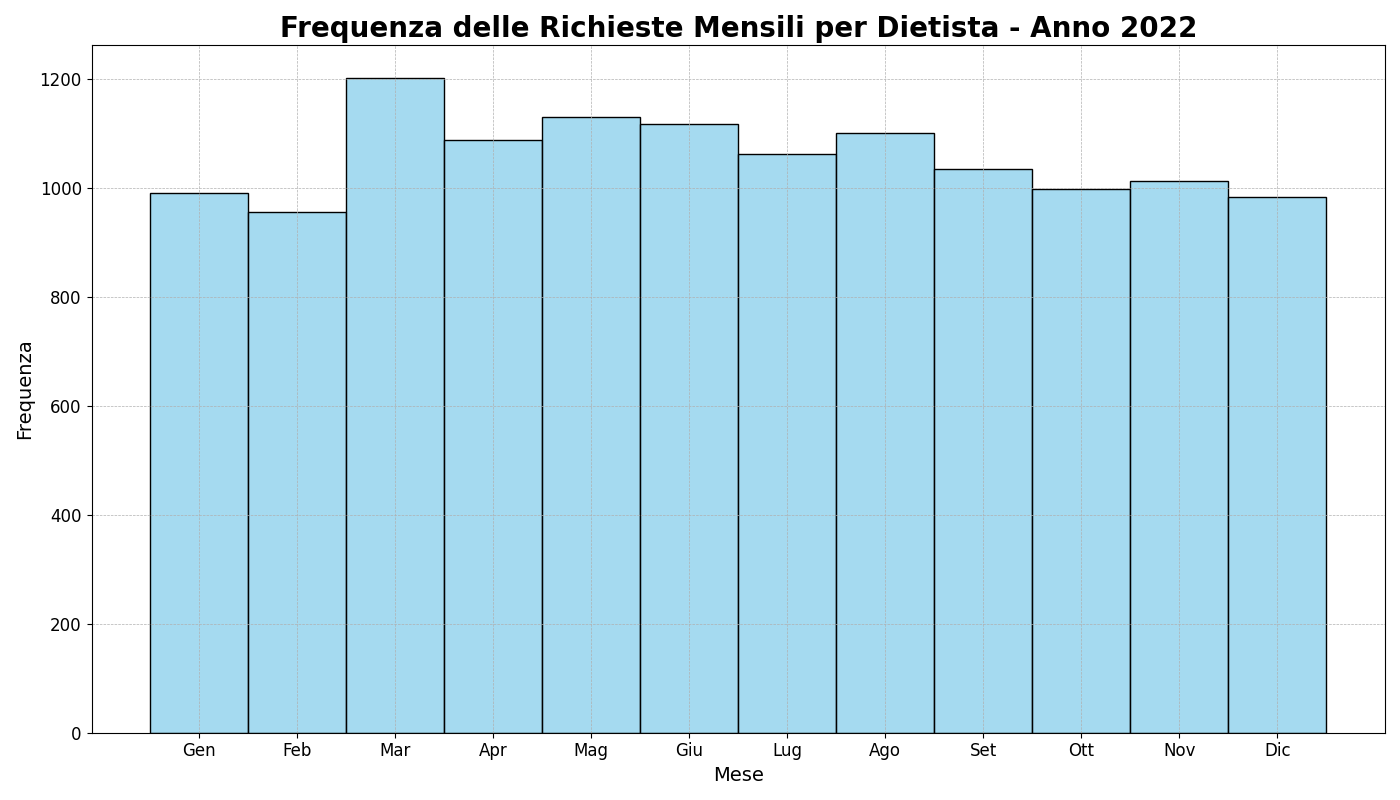 Frequenza delle Richieste Mensili per Dietista - Anno 2022
Frequenza
1200
1000
800
600
400
200
0
Gen Feb Mar Apr Mag Giu Lug Ago Set Ott Nov Dic
Mese